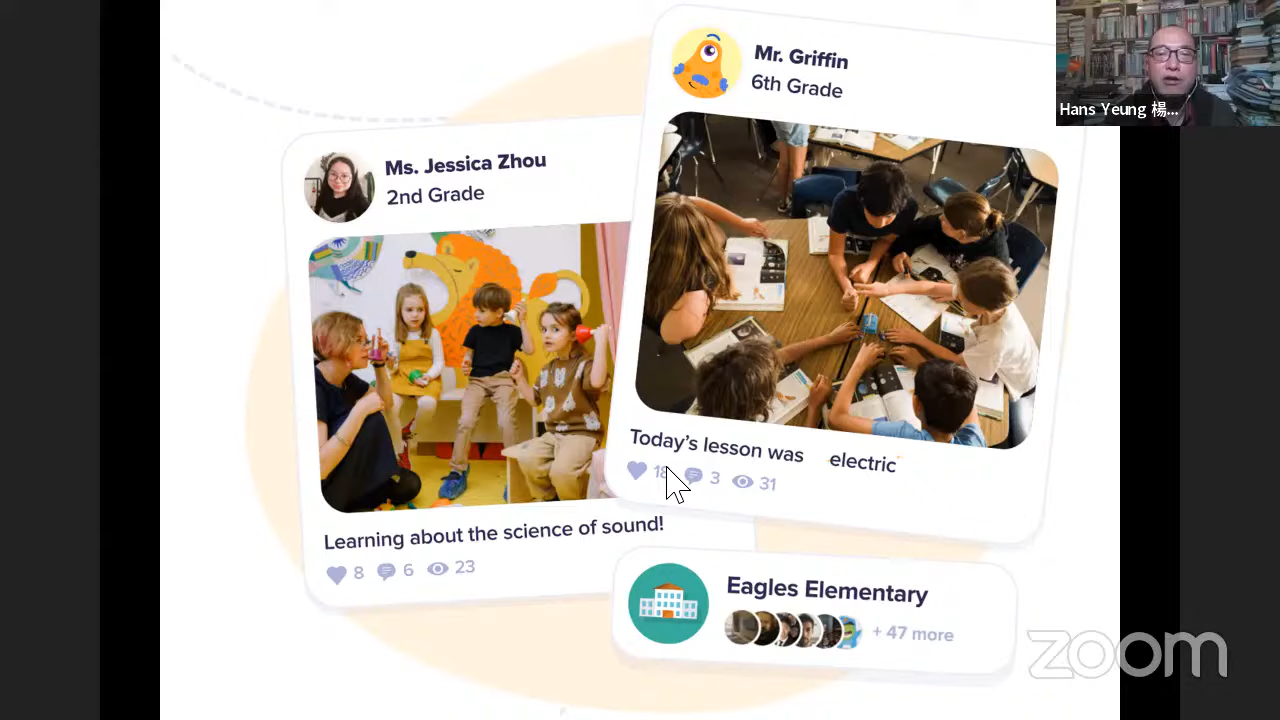 Mr. Griffin
6th Grade
Hans Yeung 楊...
Ms. Jessica Zhou
2nd Grade
Today's lesson was electric
3 31
Learning about the science of sound!
8 6 23
Eagles Elementary
+ 47 more
zoom